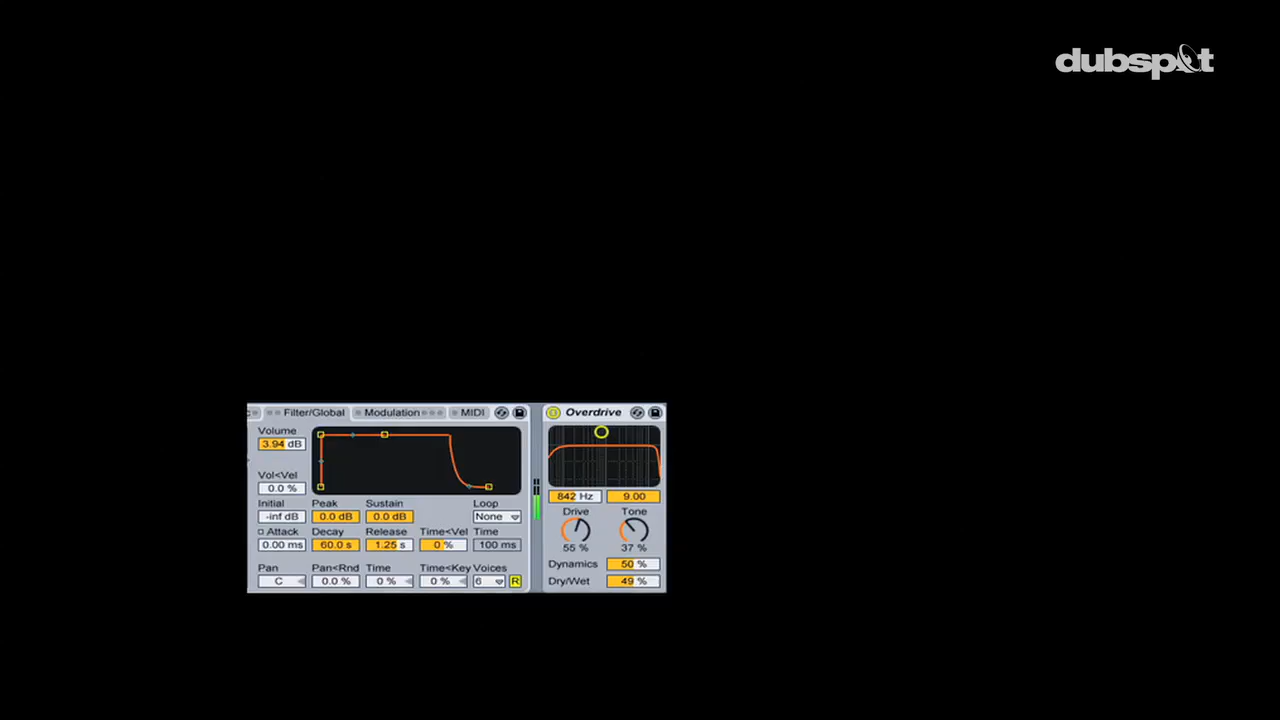 dubspot
Filter/Global Modulation MIDI
Overdrive
Volume
3.94 dB
Vol<Vel
0.0 %
842 Hz 9.00
Initial Peak Sustain Loop
-inf dB 0.0 dB 0.0 dB None
Drive Tone
Attack Decay Release Time<Vel Time
0.00 ms 60.0 s 1.25 s 0 % 100 ms
55 % 37 %
Dynamics 50 %
Pan Pan<Rnd Time Time<Key Voices
C 0.0 % 0 % 0 % 6 R
Dry/Wet 49 %